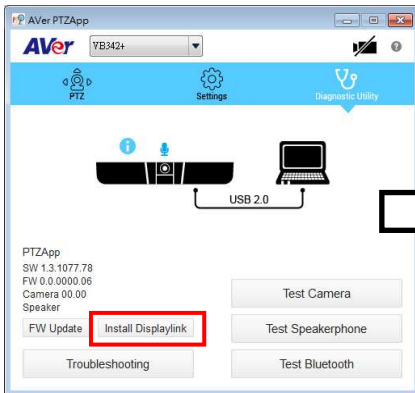 AVer PTZApp
AVer VB342+
PTZ Settings Diagnostic Utility
USB 2.0
PTZApp
SW 1.3.1077.78
FW 0.0.0000.06
Camera 00.00
Speaker
Test Camera
FW Update Install Displaylink Test Speakerphone
Troubleshooting Test Bluetooth